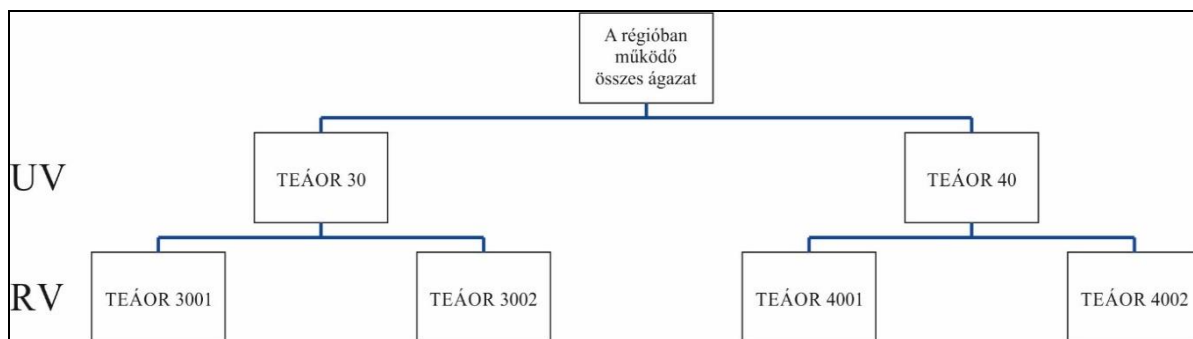 A régióban
működő
összes ágazat
UV
TEÁOR 30
TEÁOR 40
RV
TEÁOR 3001
TEÁOR 3002
TEÁOR 4001
TEÁOR 4002